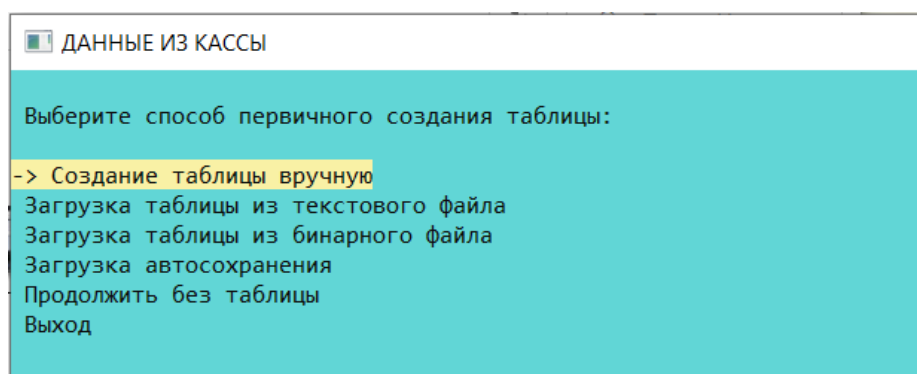 ДАННЫЕ ИЗ КАССЫ
Выберите способ первичного создания таблицы:
-> Создание таблицы вручную
Загрузка таблицы из текстового файла
Загрузка таблицы из бинарного файла
Загрузка автосохранения
Продолжить без таблицы
Выход